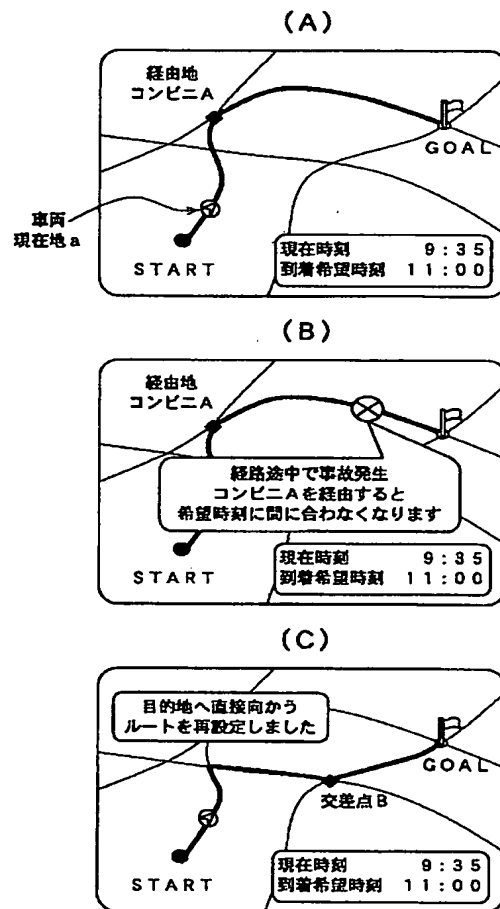 (A)
経由地
コンビニA
GOAL
車両
現在地a
START
現在時刻 9:35
到着希望時刻 11:00
(B)
経由地
コンビニA
経路途中で事故発生
コンビニAを経由すると
希望時刻に間に合わなくなります
START
現在時刻 9:35
到着希望時刻 11:00
(C)
目的地へ直接向かう
ルートを再設定しました
GOAL
交差点B
START
現在時刻 9:35
到着希望時刻 11:00